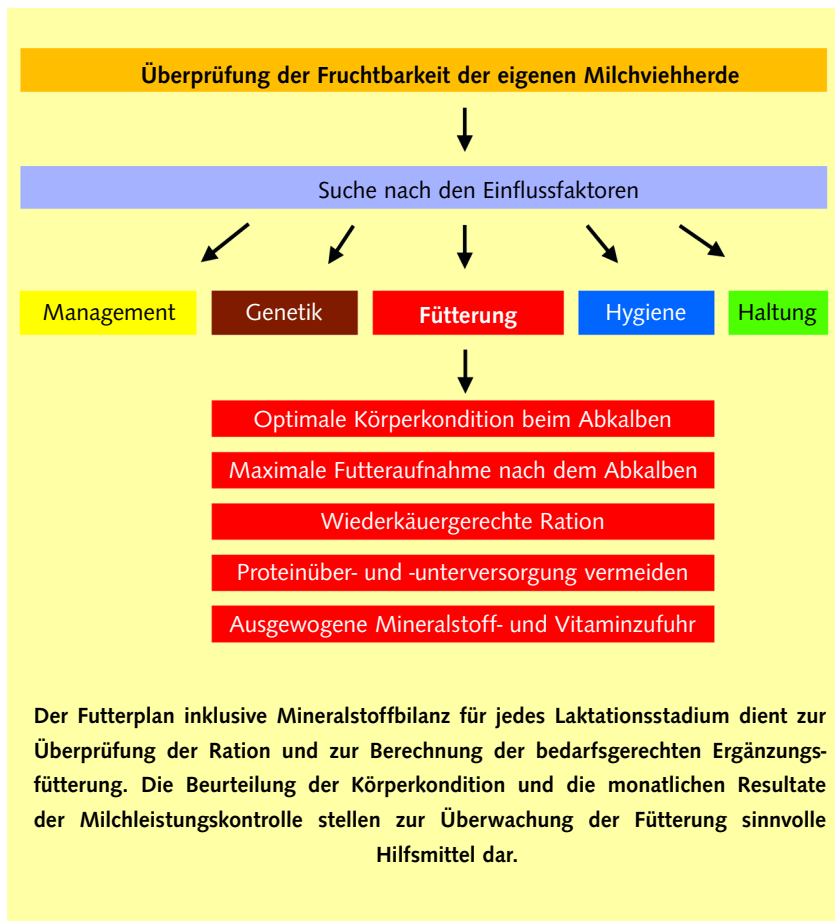 Überprüfung der Fruchtbarkeit der eigenen Milchviehherde
Suche nach den Einflussfaktoren
Management Genetik Fütterung Hygiene Haltung
Optimale Körperkondition beim Abkalben
Maximale Futteraufnahme nach dem Abkalben
Wiederkäuergerechte Ration
Proteinüber- und -unterversorgung vermeiden
Ausgewogene Mineralstoff- und Vitaminzufuhr
Der Futterplan inklusive Mineralstoffbilanz für jedes Laktationsstadium dient zur
Überprüfung der Ration und zur Berechnung der bedarfsgerechten Ergänzungs-
fütterung. Die Beurteilung der Körperkondition und die monatlichen Resultate
der Milchleistungskontrolle stellen zur Überwachung der Fütterung sinnvolle
Hilfsmittel dar.